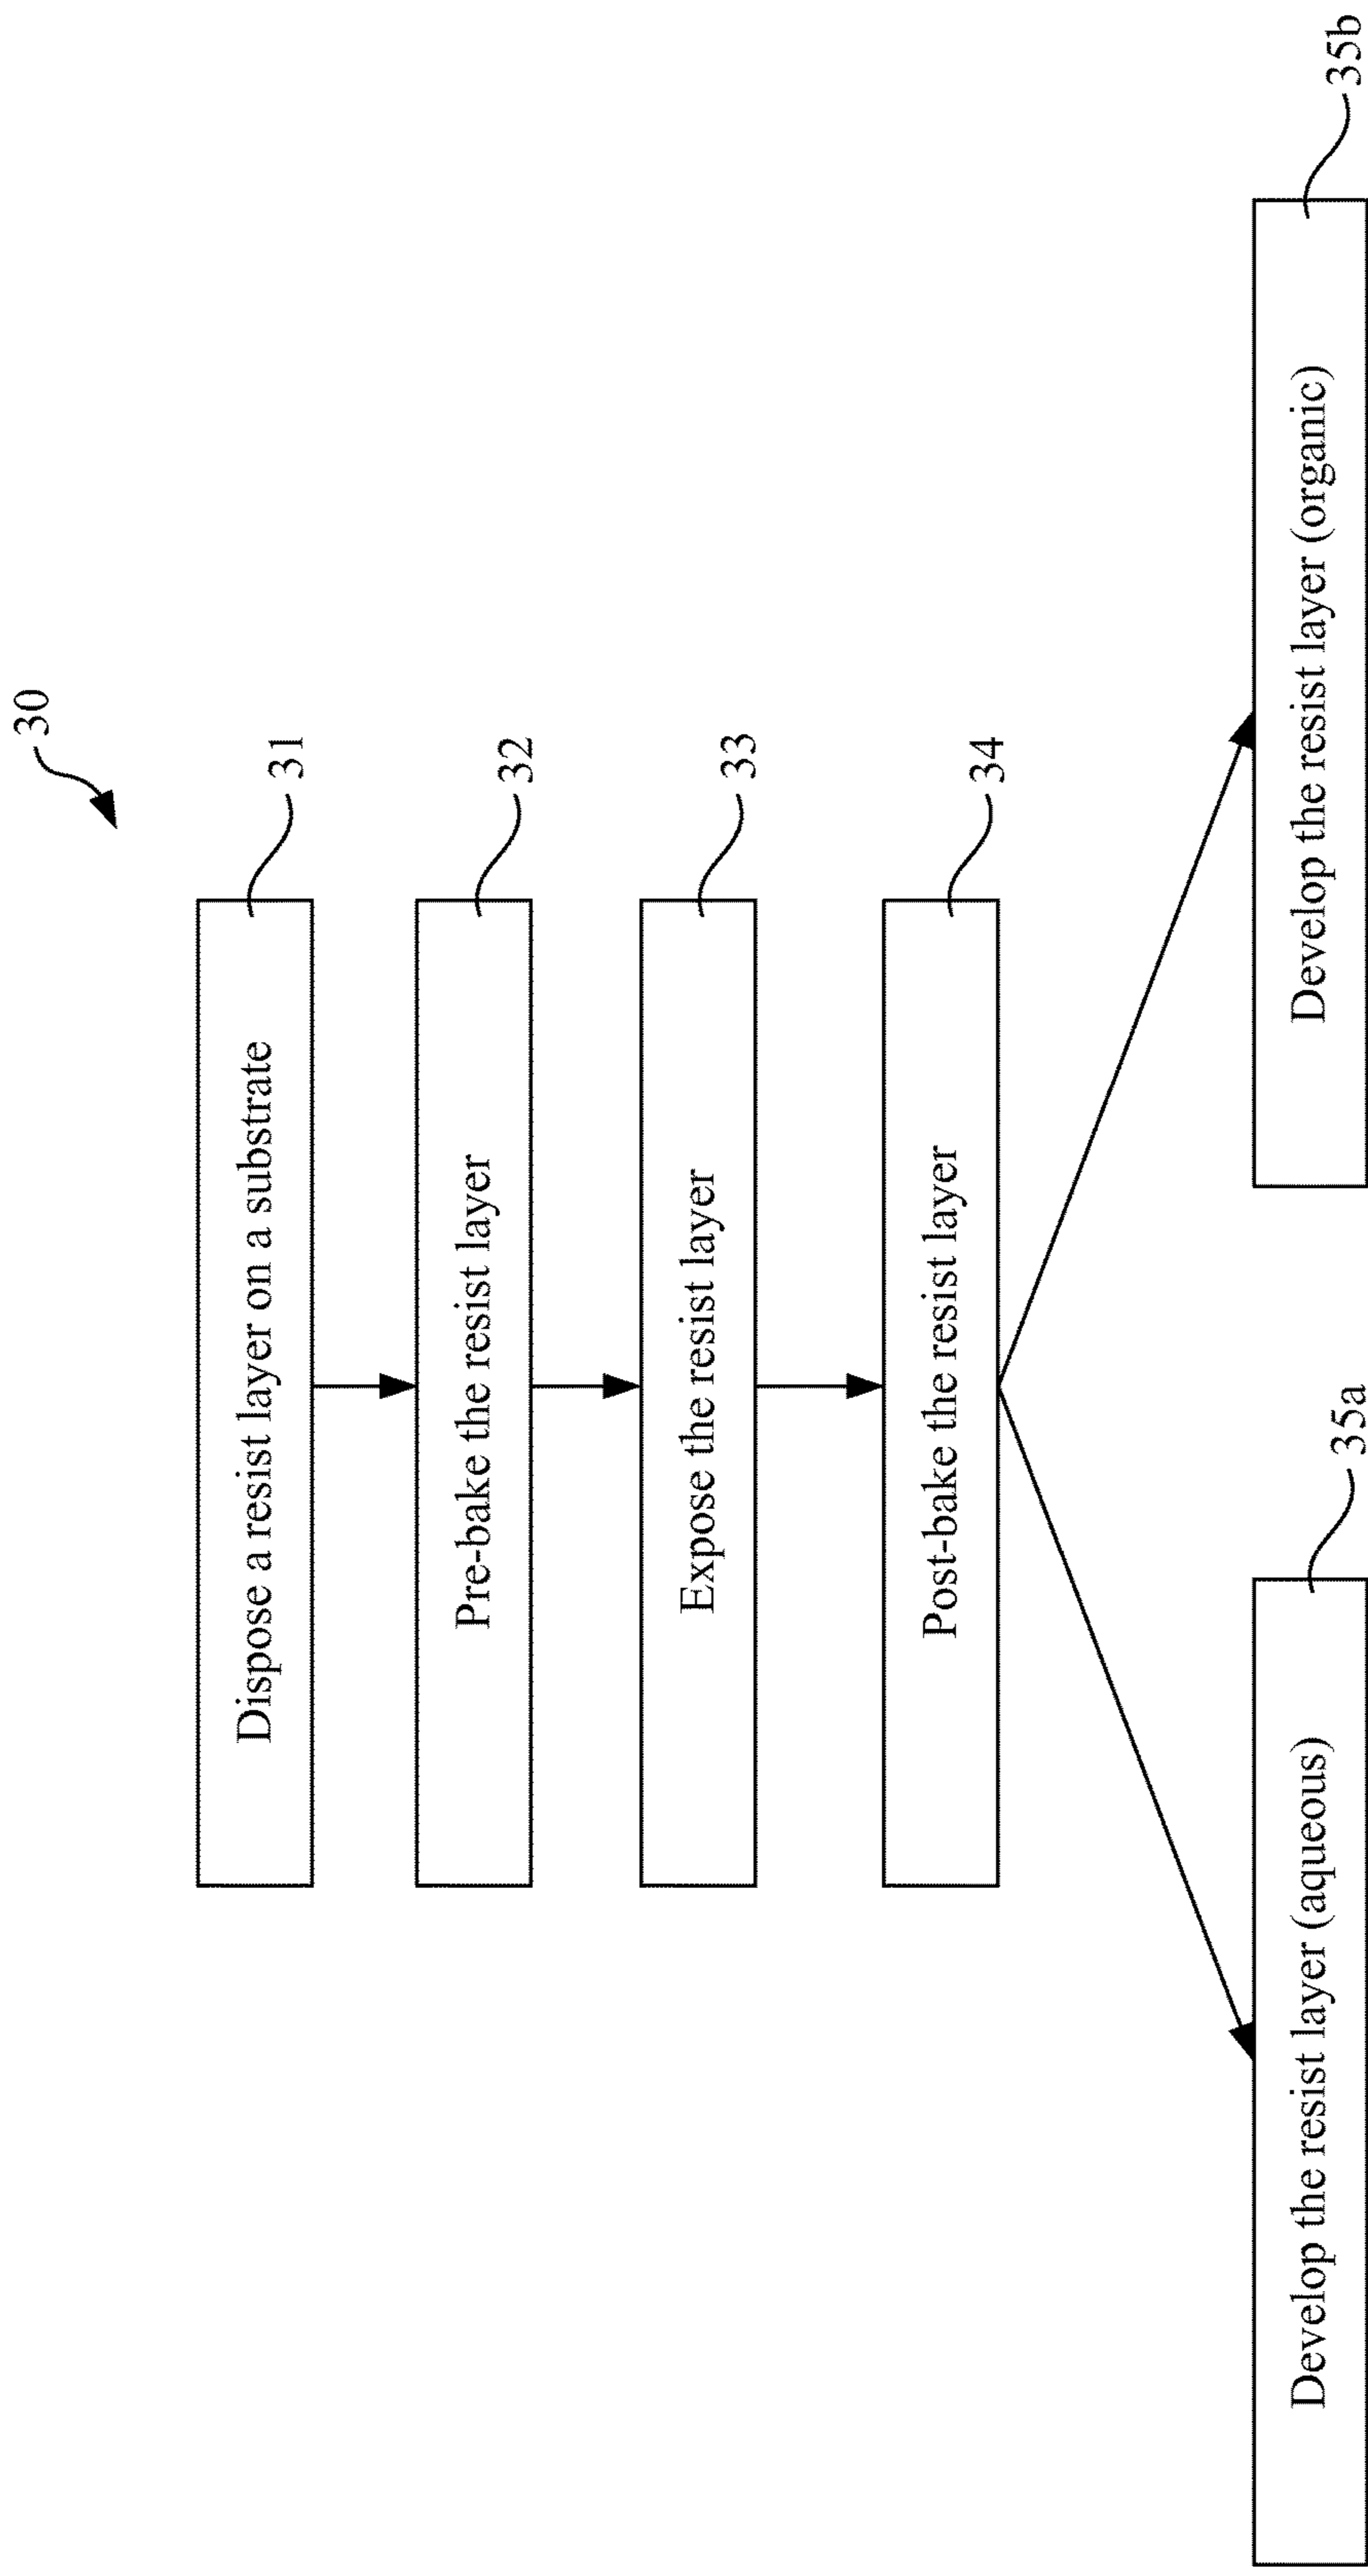 30
Dispose a resist layer on a substrate
31
Pre-bake the resist layer
32
Expose the resist layer
33
Post-bake the resist layer
34
Develop the resist layer (aqueous)
35a
Develop the resist layer (organic)
35b